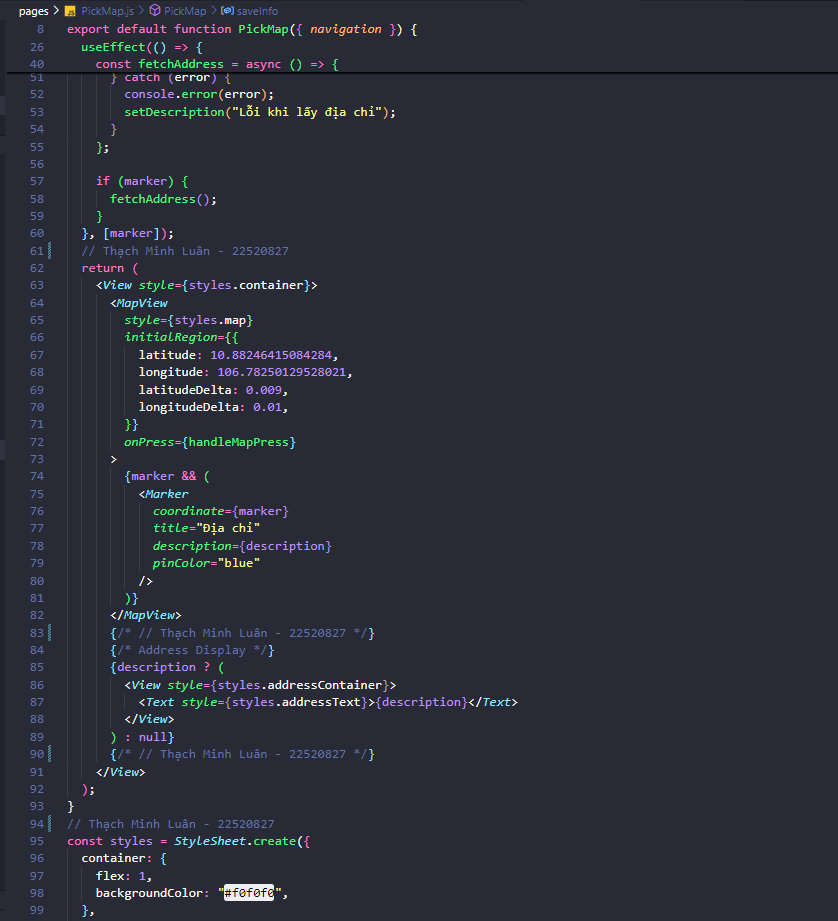 pages > JS PickMap.js > PickMap > saveInfo
8 export default function PickMap({ navigation }) {
26 useEffect(() => {
40 const fetchAddress = async () => {
51 } catch (error) {
52 console.error(error);
53 setDescription("Lỗi khi lấy địa chỉ");
54 }
55 };
56
57 if (marker) {
58 fetchAddress();
59 }
60 }, [marker]);
61 // Thạch Minh Luân - 22520827
62 return (
63 <View style={styles.container}>
64 <MapView
65 style={styles.map}
66 initialRegion={{
67 latitude: 10.88246415084284,
68 longitude: 106.78250129528021,
69 latitudeDelta: 0.009,
70 longitudeDelta: 0.01,
71 }}
72 onPress={handleMapPress}
73 >
74 {marker && (
75 <Marker
76 coordinate={marker}
77 title="Địa chỉ"
78 description={description}
79 pinColor="blue"
80 />
81 )}
82 </MapView>
83 {/* // Thạch Minh Luân - 22520827 */}
84 {/* Address Display */}
85 {description ? (
86 <View style={styles.addressContainer}>
87 <Text style={styles.addressText}>{description}</Text>
88 </View>
89 ) : null}
90 {/* // Thạch Minh Luân - 22520827 */}
91 </View>
92 );
93 }
94 // Thạch Minh Luân - 22520827
95 const styles = StyleSheet.create({
96 container: {
97 flex: 1,
98 backgroundColor: "#f0f0f0",
99 },